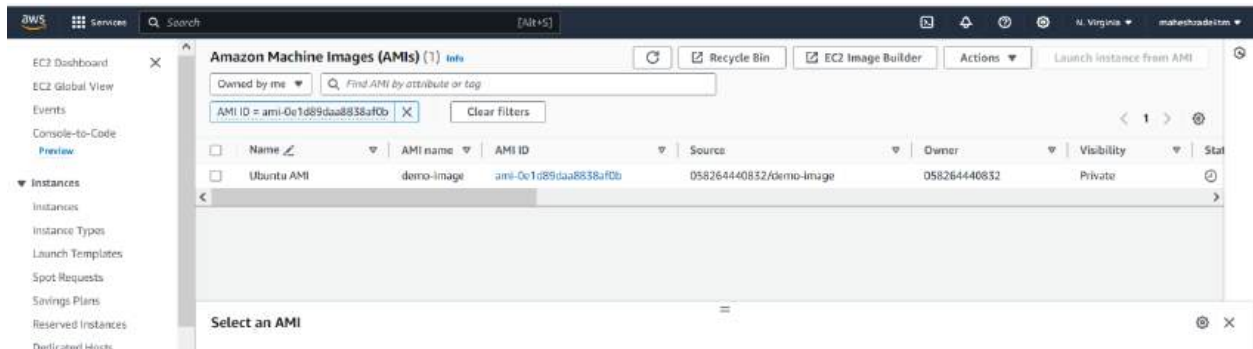 aws Services Search [Alt+S] N. Virginia
EC2 Dashboard
EC2 Global View
Events
Console-to-Code
Preview
Instances
Instances
Instance Types
Launch Templates
Spot Requests
Savings Plans
Reserved Instances
Dedicated Hosts
Amazon Machine Images (AMIs) (1) Info Recycle Bin EC2 Image Builder Actions Launch instance from AMI
Owned by me Find AMI by attribute or tag
AMI ID = ami-0e1d89daa8838af0b Clear filters
1
Name AMI name AMI ID Source Owner Visibility Stat
Ubuntu AMI demo-image ami-0e1d89daa8838af0b 058264440832/demo-image 058264440832 Private
Select an AMI